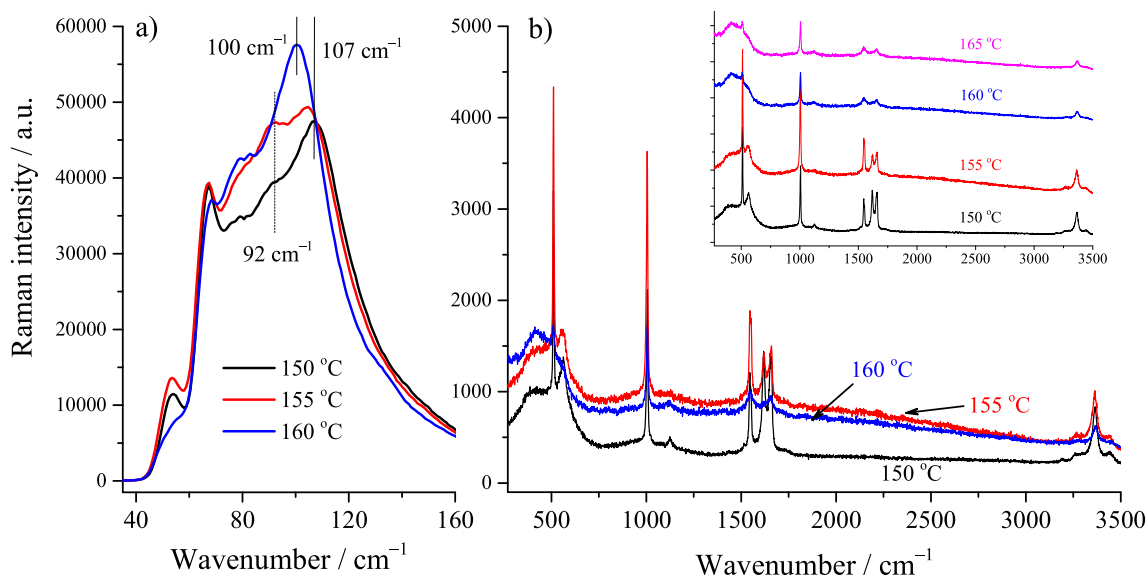 a)
100 cm⁻¹
107 cm⁻¹
92 cm⁻¹
150 °C
155 °C
160 °C
60000
50000
40000
30000
20000
10000
0
40
80
120
160
Raman intensity / a.u.
Wavenumber / cm⁻¹
b)
5000
4000
3000
2000
1000
0
500
1000
1500
2000
2500
3000
3500
Wavenumber / cm⁻¹
160 °C
155 °C
150 °C
165 °C
160 °C
155 °C
150 °C
500
1000
1500
2000
2500
3000
3500